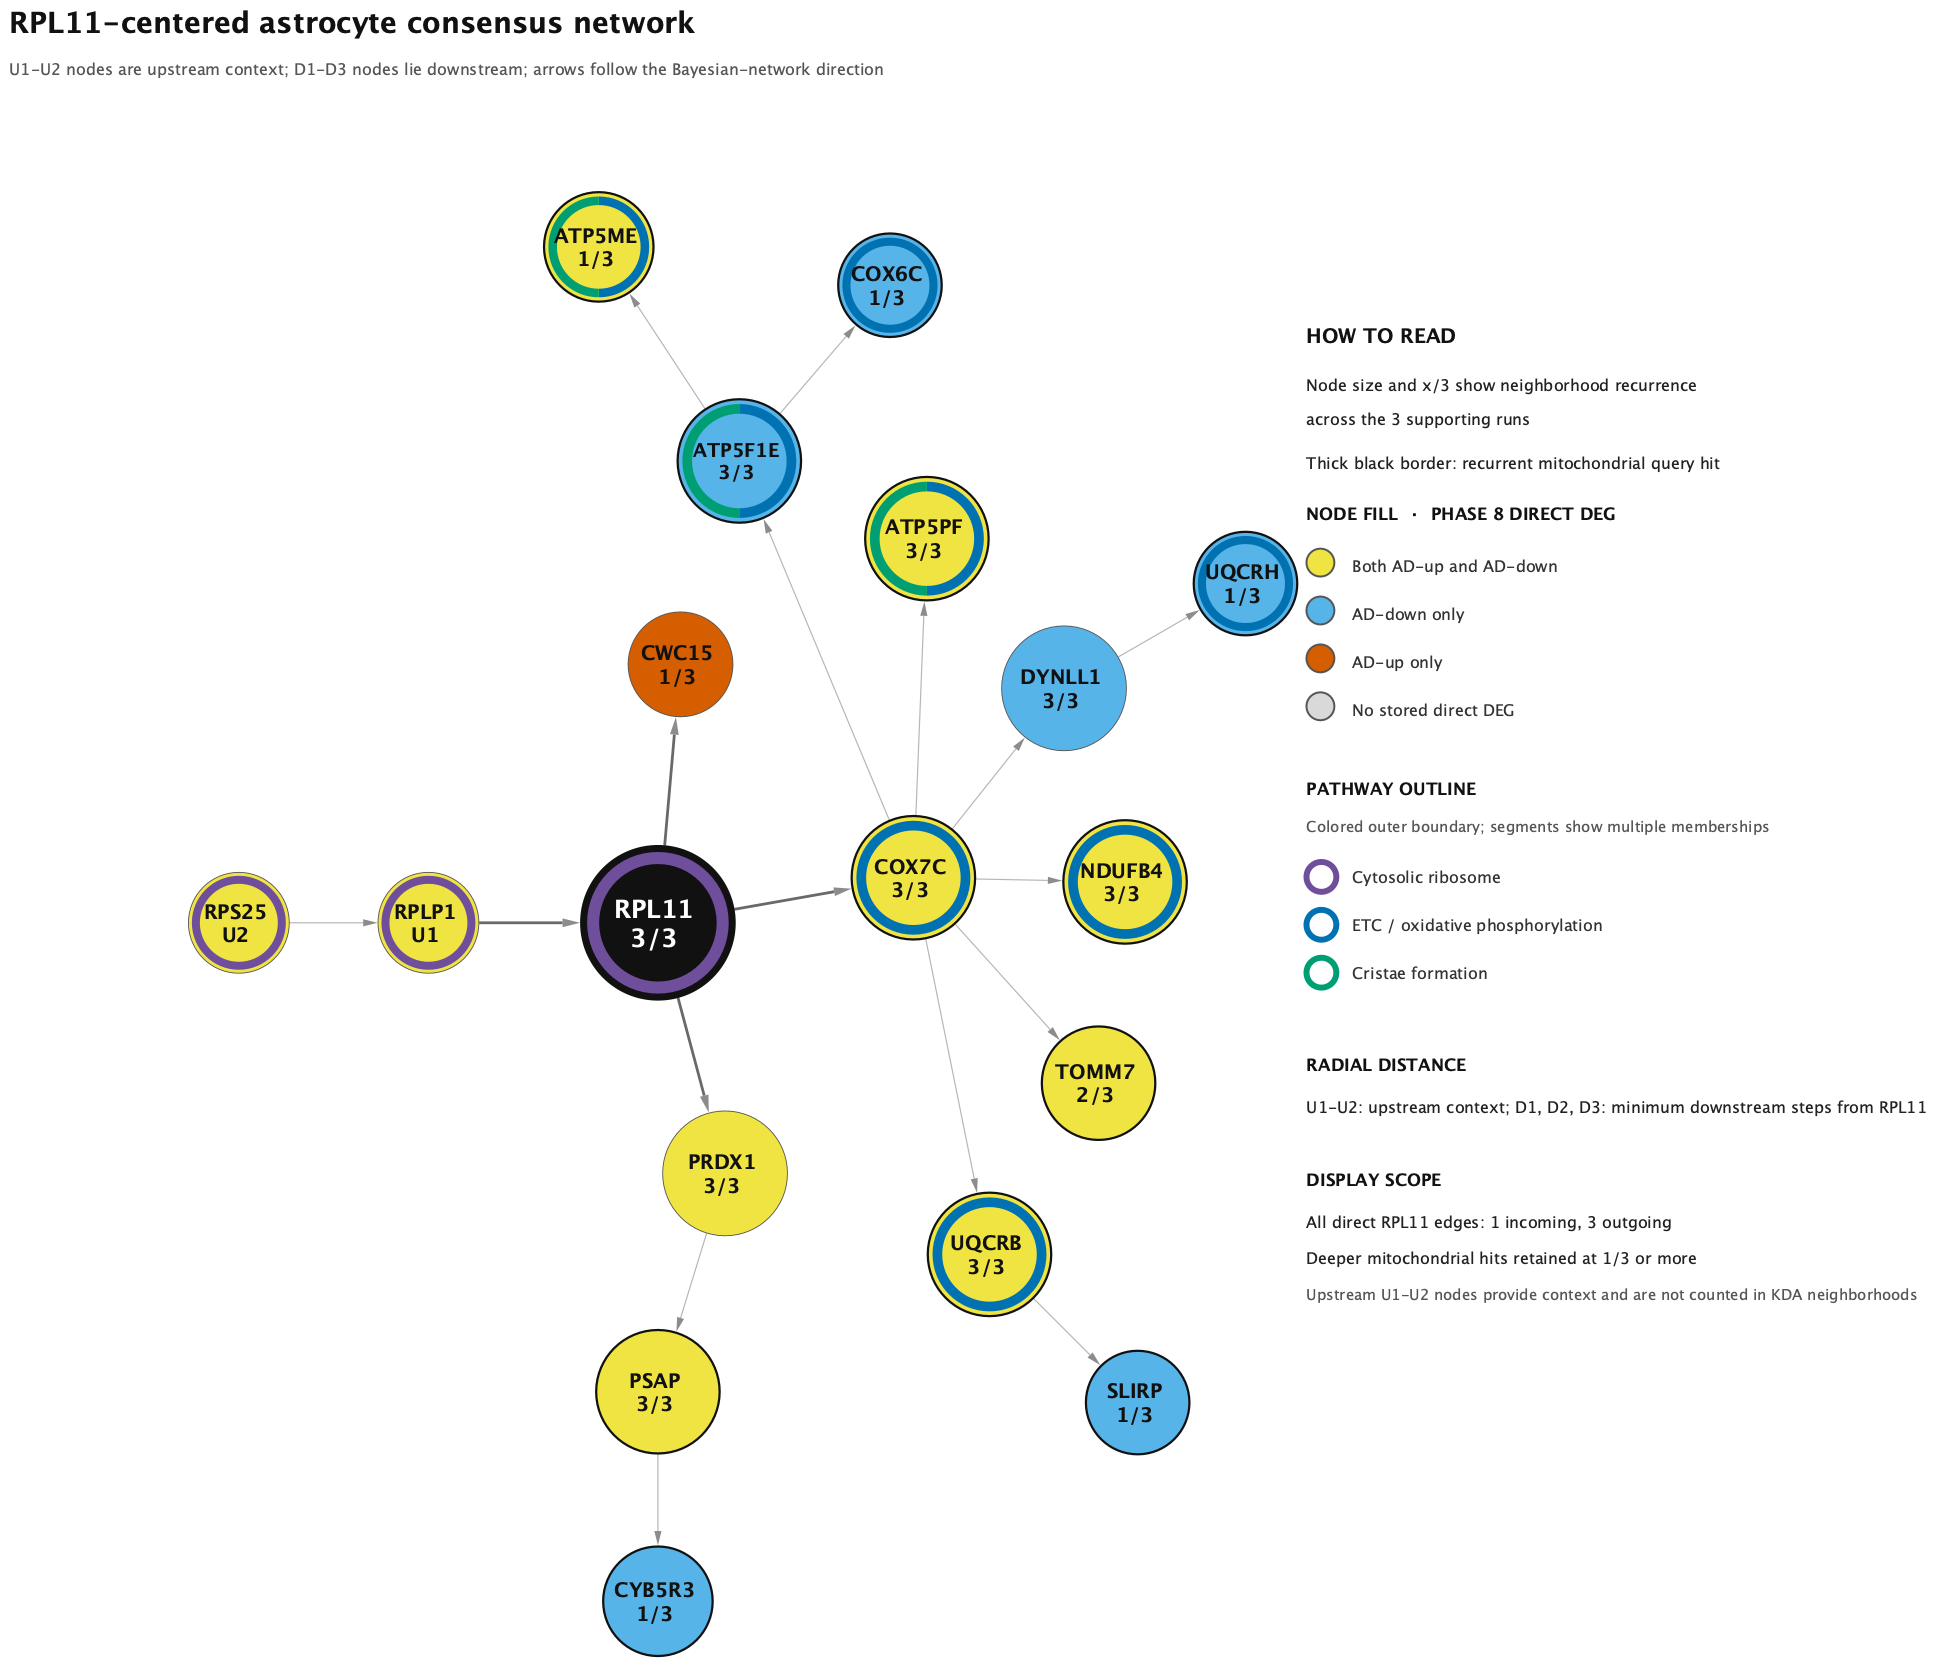 RPL11-centered astrocyte consensus network
U1-U2 nodes are upstream context; D1-D3 nodes lie downstream; arrows follow the Bayesian-network direction
ATP5ME
1/3
COX6C
1/3
ATP5F1E
3/3
ATP5PF
3/3
UQCRH
1/3
CWC15
1/3
DYNLL1
3/3
RPS25
U2
RPLP1
U1
RPL11
3/3
COX7C
3/3
NDUFB4
3/3
TOMM7
2/3
PRDX1
3/3
UQCRB
3/3
PSAP
3/3
SLIRP
1/3
CYB5R3
1/3
HOW TO READ
Node size and x/3 show neighborhood recurrence
across the 3 supporting runs
Thick black border: recurrent mitochondrial query hit
NODE FILL · PHASE 8 DIRECT DEG
Both AD-up and AD-down
AD-down only
AD-up only
No stored direct DEG
PATHWAY OUTLINE
Colored outer boundary; segments show multiple memberships
Cytosolic ribosome
ETC / oxidative phosphorylation
Cristae formation
RADIAL DISTANCE
U1-U2: upstream context; D1, D2, D3: minimum downstream steps from RPL11
DISPLAY SCOPE
All direct RPL11 edges: 1 incoming, 3 outgoing
Deeper mitochondrial hits retained at 1/3 or more
Upstream U1-U2 nodes provide context and are not counted in KDA neighborhoods